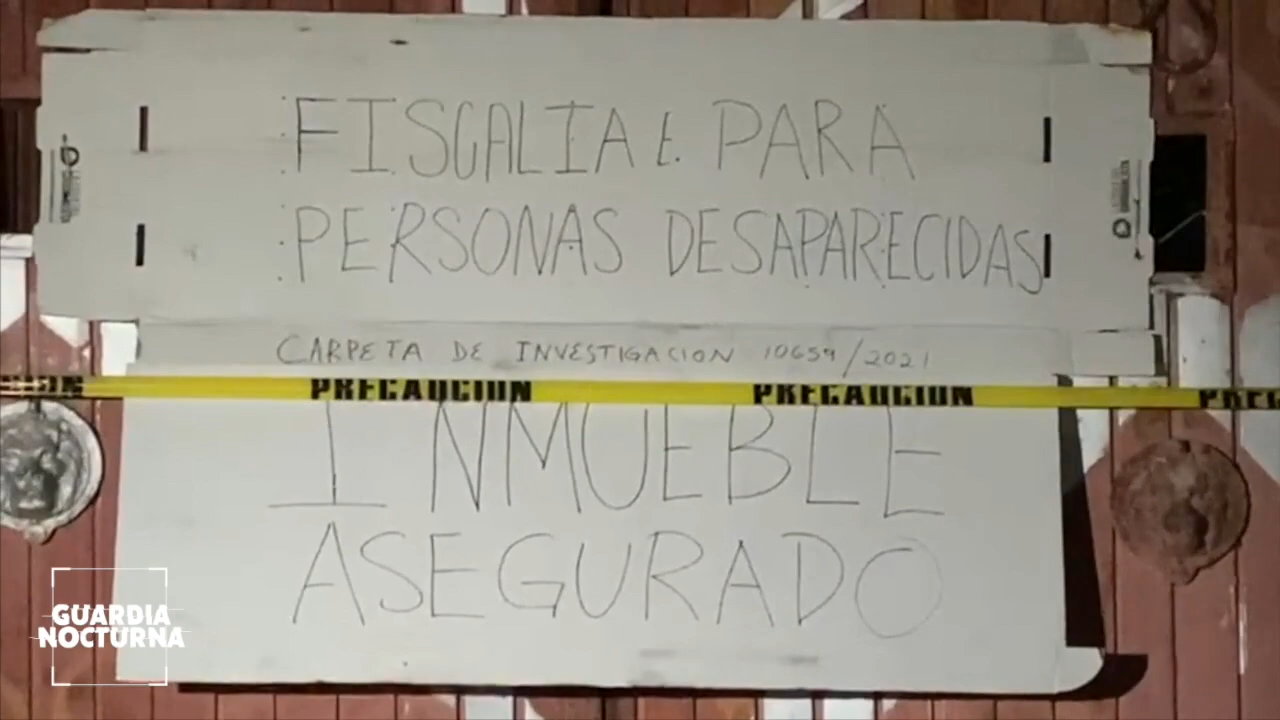 FISCALIA E. PARA
PERSONAS DESAPARECIDAS
CARPETA DE INVESTIGACION 10659/2021
PRECAUCION PRECAUCION
INMUEBLE
ASEGURADO
GUARDIA
NOCTURNA